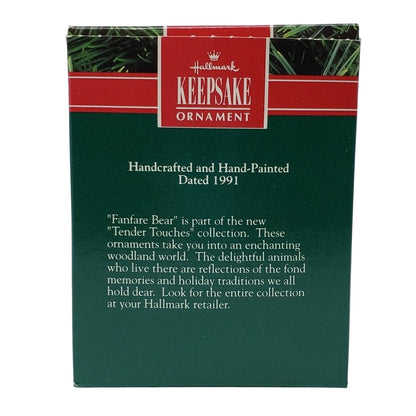 Hallmark
KEEPSAKE
ORNAMENT
Handcrafted and Hand-Painted
Dated 1991
"Fanfare Bear" is part of the new
"Tender Touches" collection. These
ornaments take you into an enchanting
woodland world. The delightful animals
who live there are reflections of the fond
memories and holiday traditions we all
hold dear. Look for the entire collection
at your Hallmark retailer.